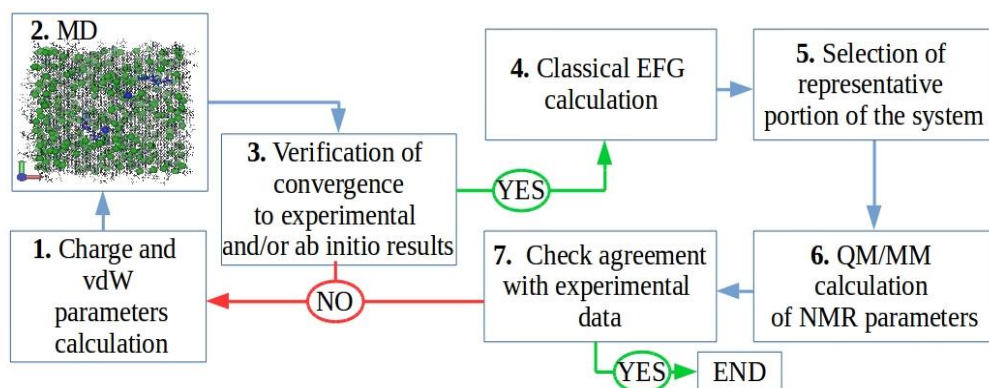 2. MD
1. Charge and
vdW
parameters
calculation
3. Verification of
convergence
to experimental
and/or ab initio results
YES
NO
4. Classical EFG
calculation
5. Selection of
representative
portion of the system
6. QM/MM
calculation
of NMR parameters
7. Check agreement
with experimental
data
YES
END